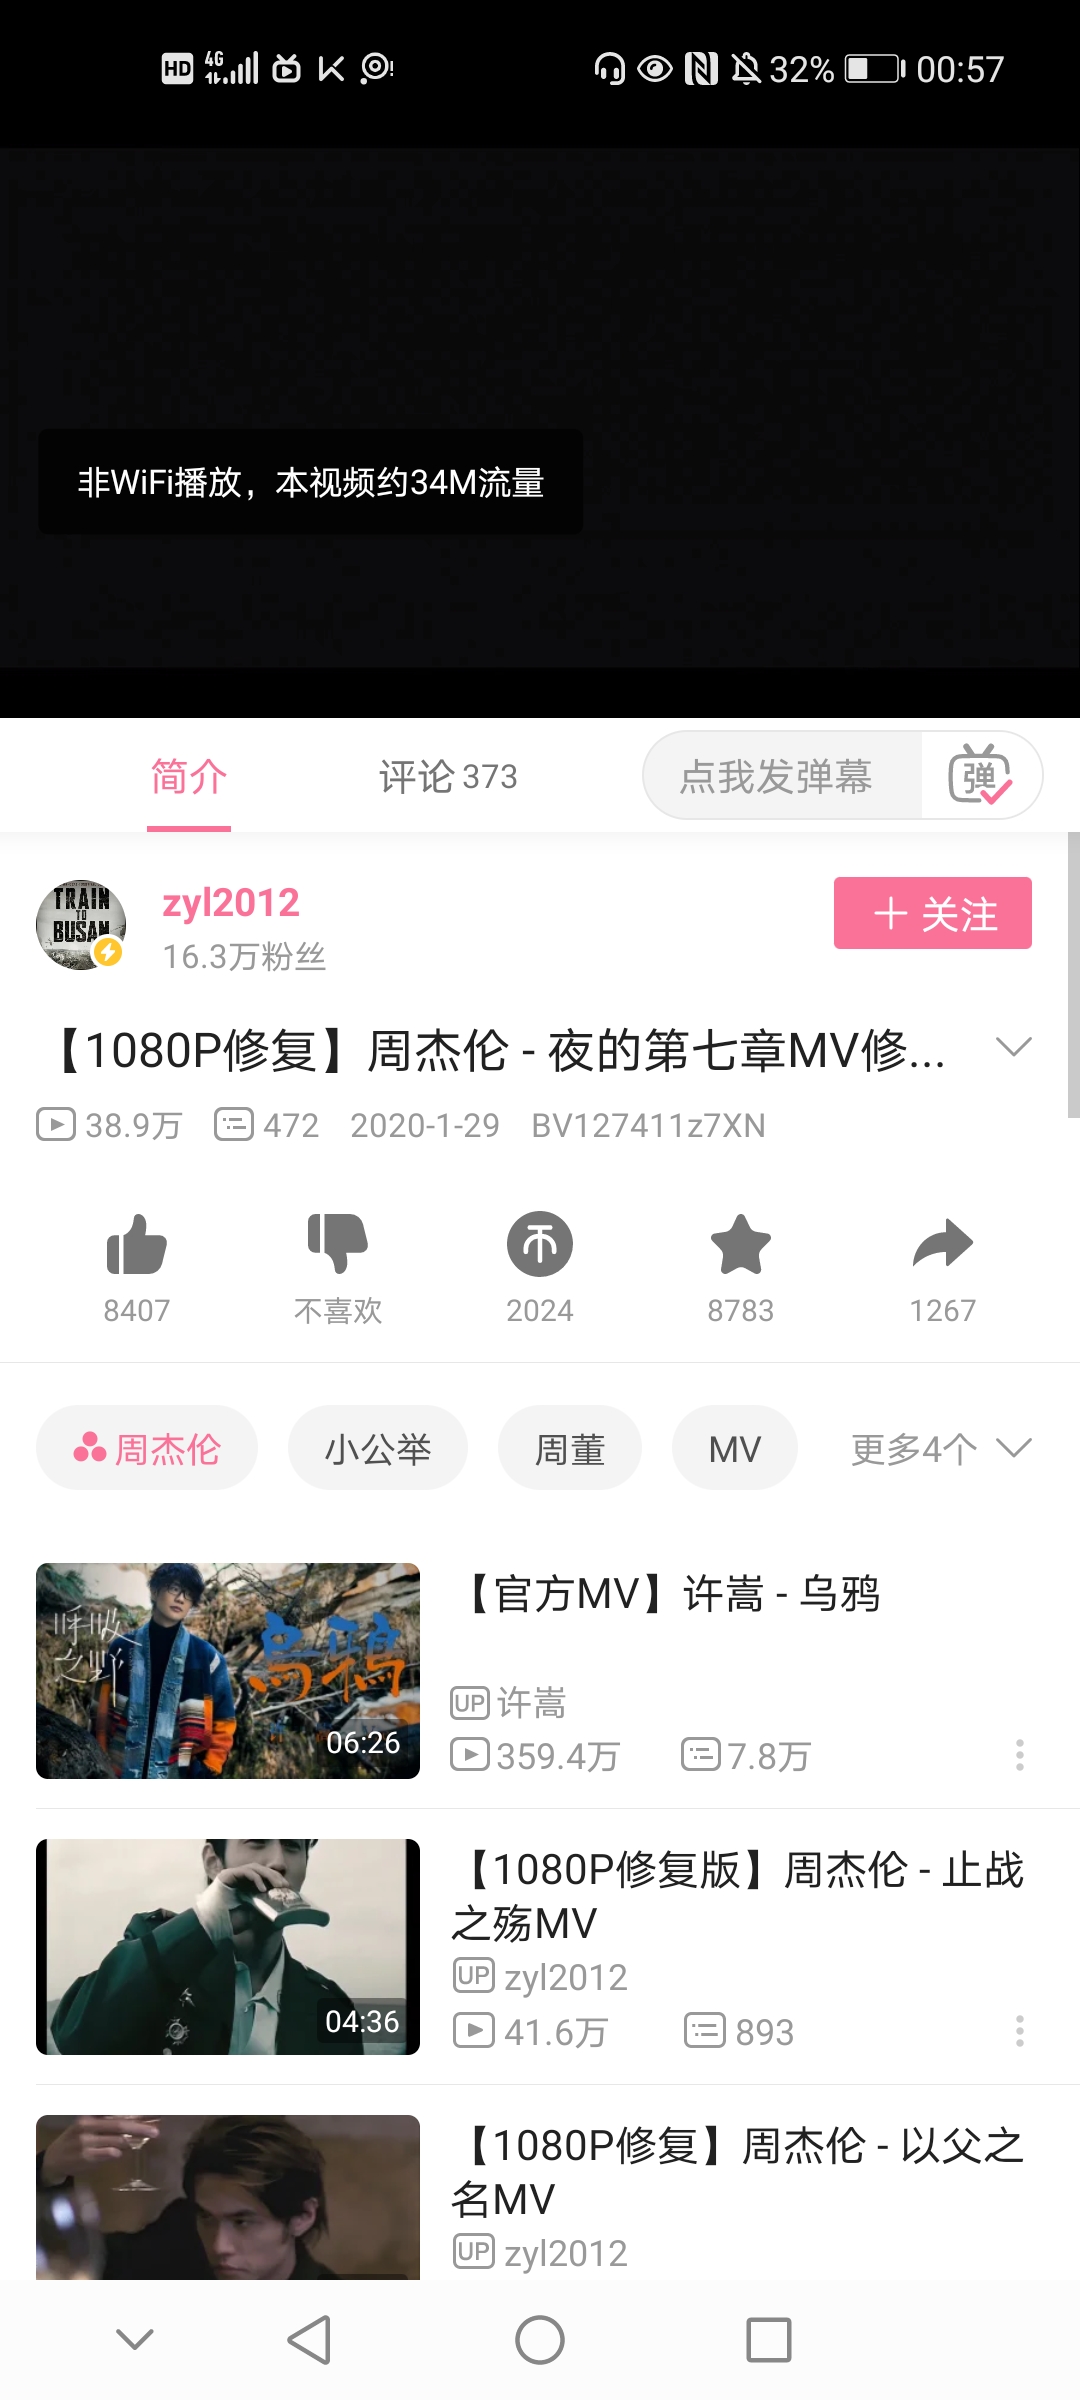 HD 4G 32% 00:57
非WiFi播放，本视频约34M流量
简介 评论 373 点我发弹幕 弹
TRAIN
TO
BUSAN
zyl2012
16.3万粉丝
+ 关注
【1080P修复】周杰伦 - 夜的第七章MV修...
38.9万 472 2020-1-29 BV127411z7XN
8407 不喜欢 2024 8783 1267
周杰伦 小公举 周董 MV 更多4个
呼吸之野
乌鸦
06:26
【官方MV】许嵩 - 乌鸦
UP 许嵩
359.4万 7.8万
04:36
【1080P修复版】周杰伦 - 止战
之殇MV
UP zyl2012
41.6万 893
【1080P修复】周杰伦 - 以父之
名MV
UP zyl2012